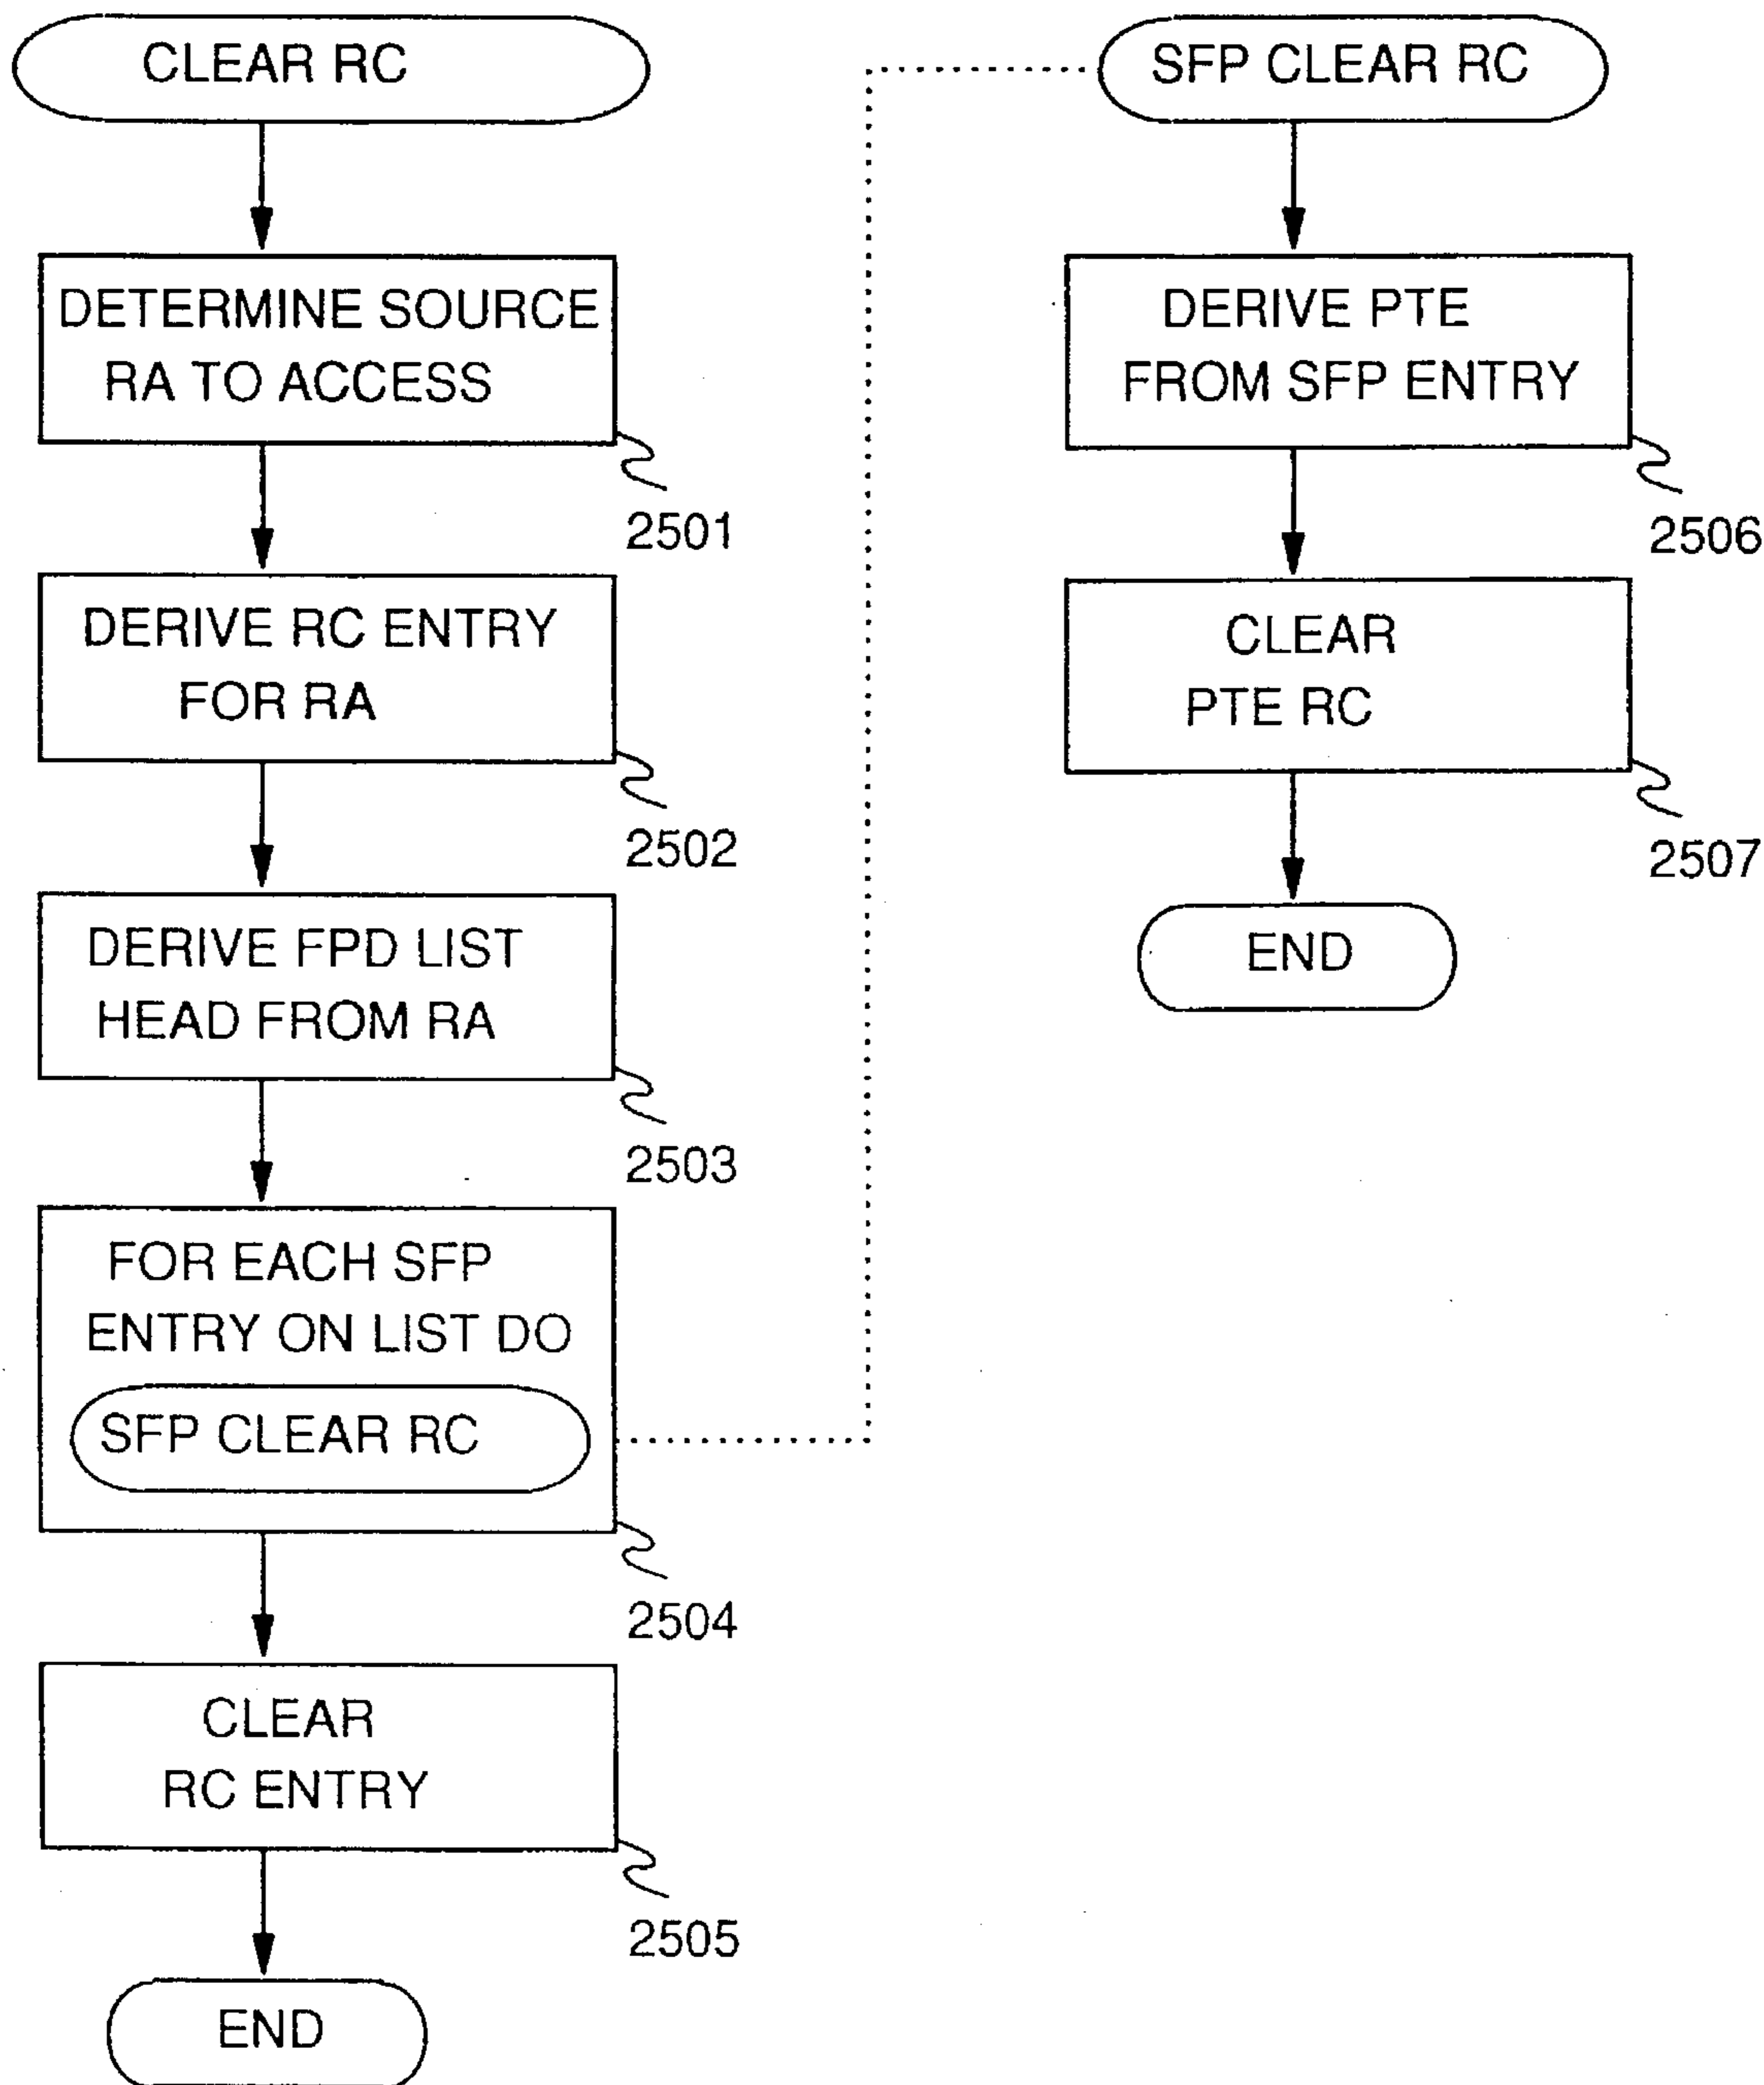 CLEAR RC
DETERMINE SOURCE
RA TO ACCESS
2501
DERIVE RC ENTRY
FOR RA
2502
DERIVE FPD LIST
HEAD FROM RA
2503
FOR EACH SFP
ENTRY ON LIST DO
SFP CLEAR RC
2504
CLEAR
RC ENTRY
2505
END
SFP CLEAR RC
DERIVE PTE
FROM SFP ENTRY
2506
CLEAR
PTE RC
2507
END